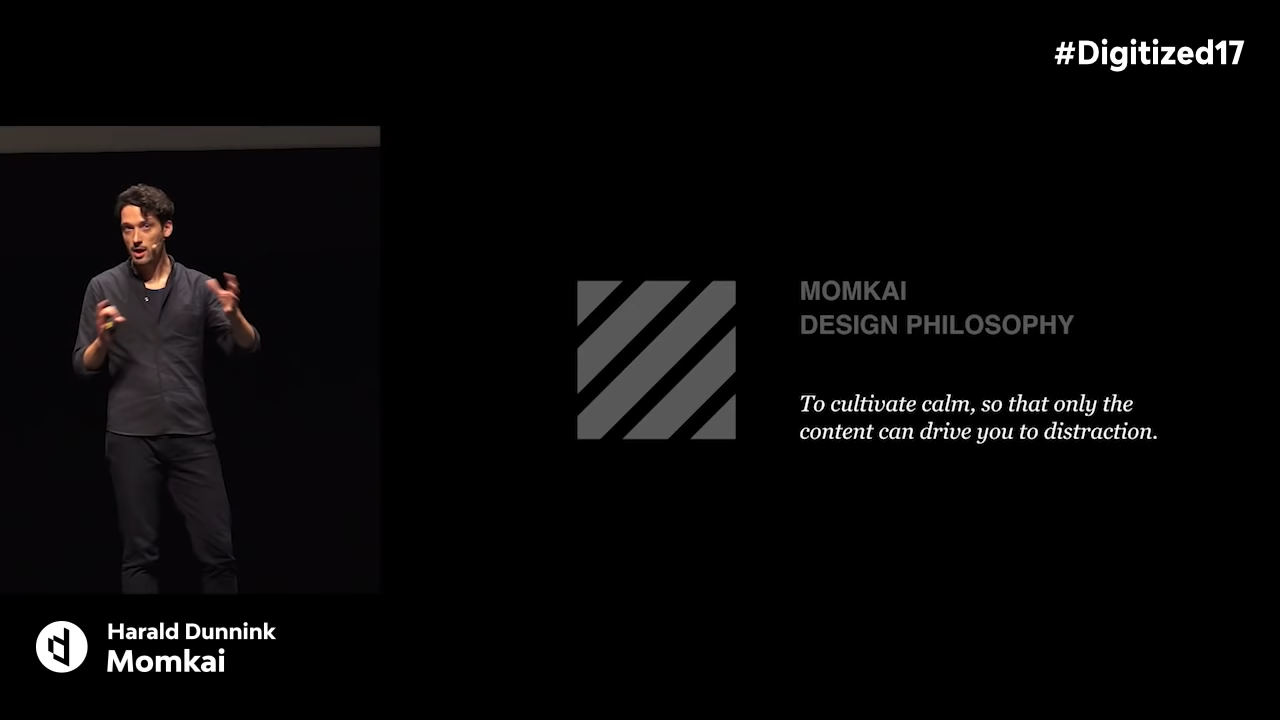 #Digitized17
MOMKAI
DESIGN PHILOSOPHY
To cultivate calm, so that only the
content can drive you to distraction.
Harald Dunnink
Momkai